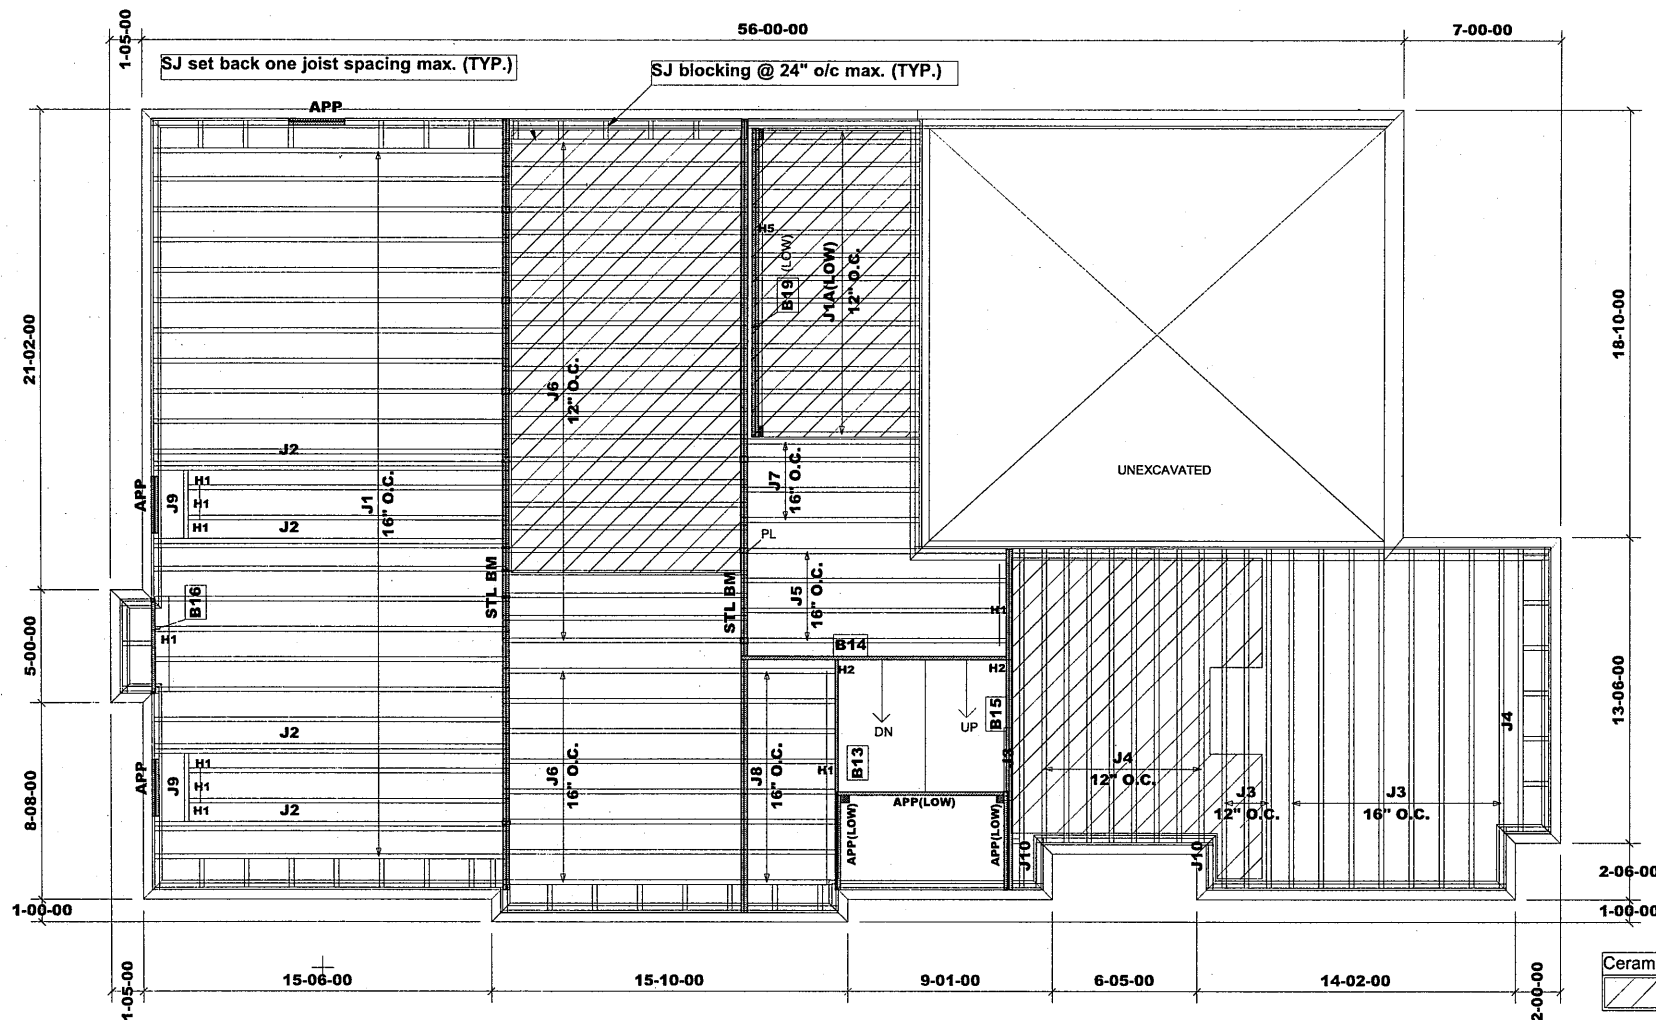 1-05-00
56-00-00
7-00-00
SJ set back one joist spacing max. (TYP.)
SJ blocking @ 24" o/c max. (TYP.)
APP
H5
B19 (LOW)
J1A(LOW)
12" O.C.
21-02-00
18-10-00
J6
12" O.C.
J2
APP
J9
H1
H1
H1
J2
J1
16" O.C.
J7
16" O.C.
UNEXCAVATED
PL
STL BM
STL BM
J5
16" O.C.
H1
B16
H1
5-00-00
B14
H2
H2
DN
UP
B15
13-06-00
J4
J2
APP
J9
H1
H1
H1
J2
J6
16" O.C.
J8
16" O.C.
H1
B13
J3
J4
12" O.C.
J3
12" O.C.
J3
16" O.C.
APP(LOW)
APP(LOW)
APP(LOW)
J10
J10
8-08-00
2-06-00
1-00-00
1-00-00
1-05-00
15-06-00
15-10-00
9-01-00
6-05-00
14-02-00
2-00-00
Ceram